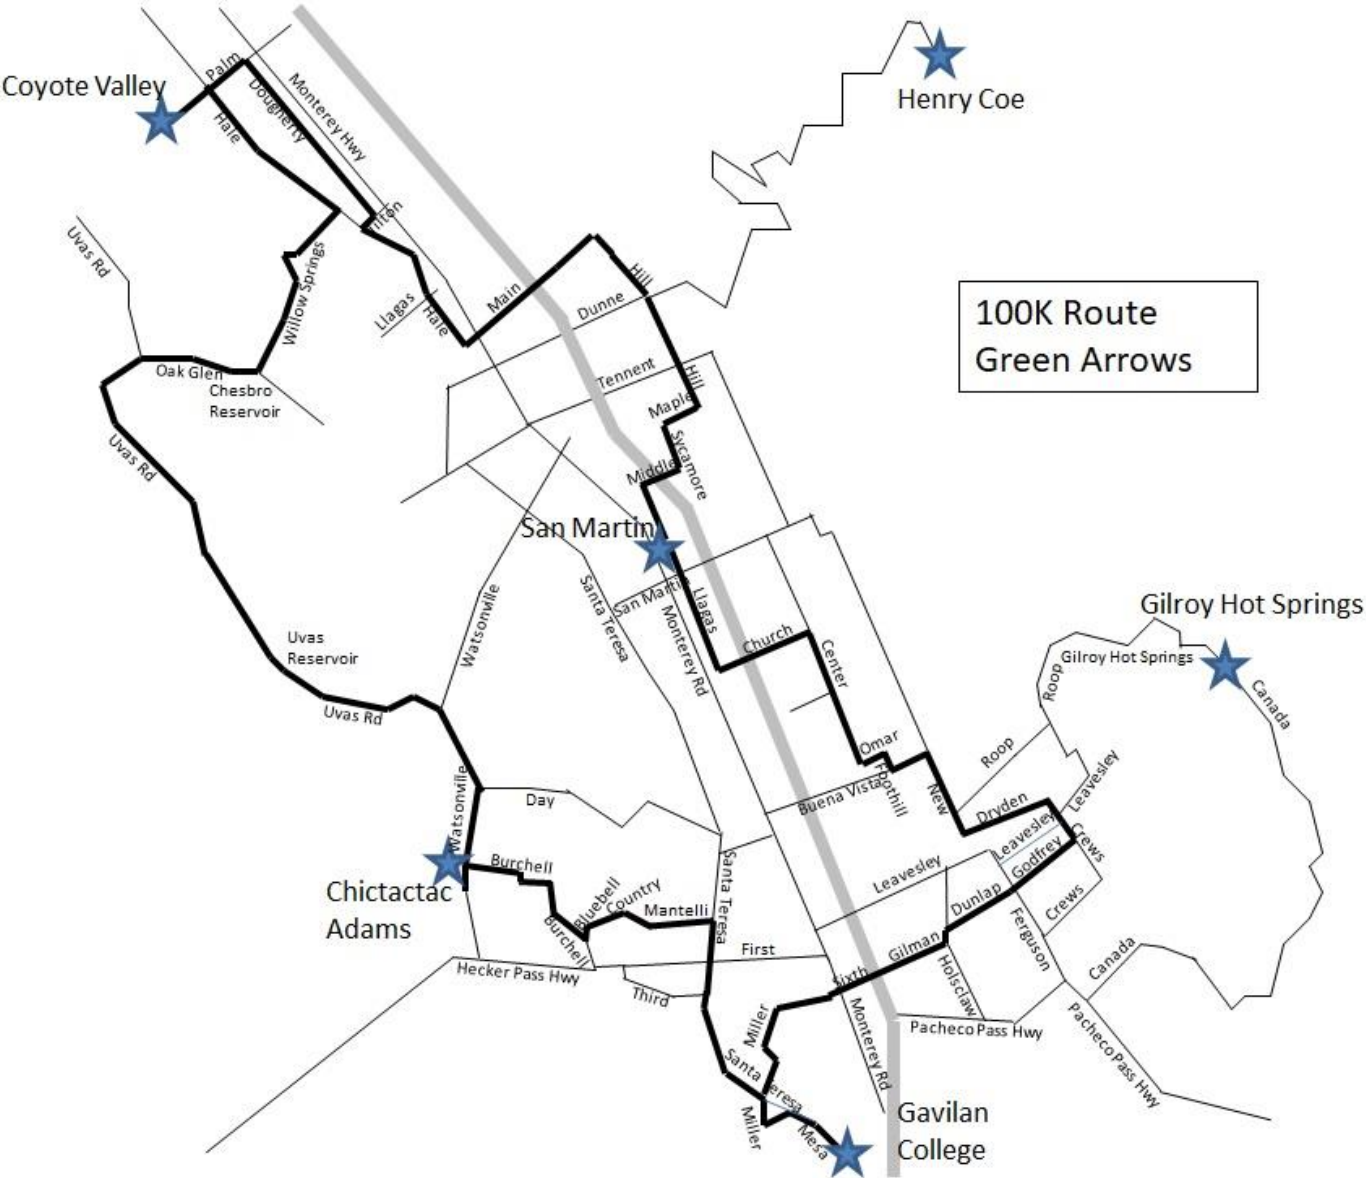 Coyote Valley
Palm
Dougherty
Monterey Hwy
Hale
Henry Coe
Tilton
Uvas Rd
Willow Springs
Llagas
Hale
Main
Hill
Dunne
100K Route
Green Arrows
Oak Glen
Chesbro
Reservoir
Tennent
Hill
Maple
Sycamore
Middle
Uvas Rd
San Martin
Santa Teresa
San Martin
Llagas
Monterey Rd
Watsonville
Church
Center
Gilroy Hot Springs
Gilroy Hot Springs
Roop
Canada
Uvas
Reservoir
Uvas Rd
Omar
Foothill
Roop
Buena Vista
New
Dryden
Leavesley
Watsonville
Day
Leavesley
Godfrey
Crews
Burchell
Santa Teresa
Leavesley
Dunlap
Crews
Chictactac
Adams
Bluebell
Country
Mantelli
Burchell
First
Gilman
Ferguson
Canada
Hecker Pass Hwy
Third
Sixth
Holsclaw
Miller
Monterey Rd
Pacheco Pass Hwy
Pacheco Pass Hwy
Santa Teresa
Miller
Mesa
Gavilan
College